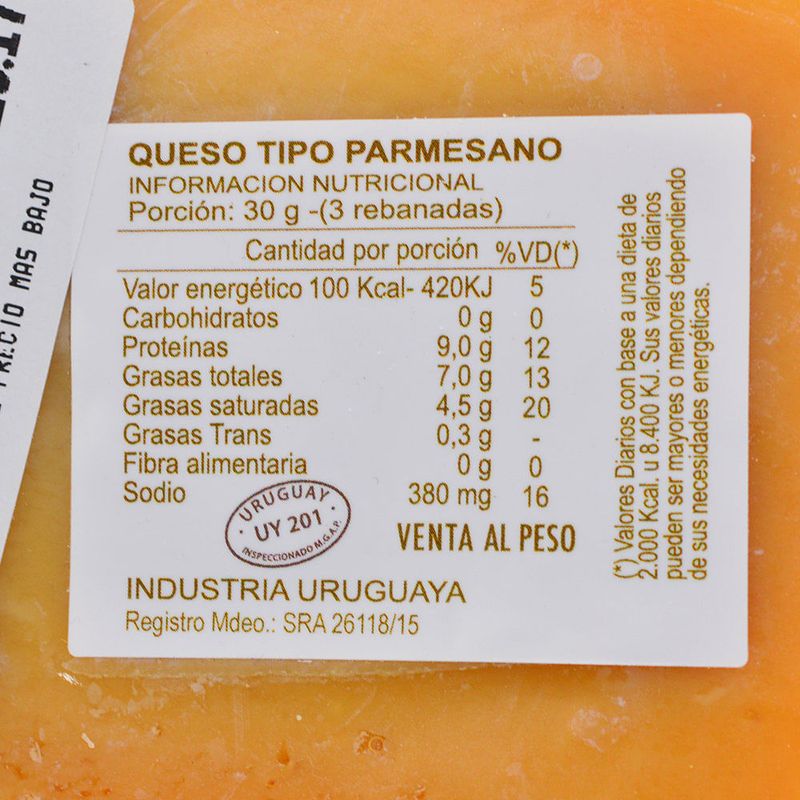 PRECIO MAS BAJO
QUESO TIPO PARMESANO
INFORMACION NUTRICIONAL
Porción: 30 g -(3 rebanadas)
Cantidad por porción %VD(*)
Valor energético 100 Kcal- 420KJ 5
Carbohidratos 0 g 0
Proteínas 9,0 g 12
Grasas totales 7,0 g 13
Grasas saturadas 4,5 g 20
Grasas Trans 0,3 g -
Fibra alimentaria 0 g 0
Sodio 380 mg 16
URUGUAY
UY 201
INSPECCIONADO M.G.A.P.
VENTA AL PESO
INDUSTRIA URUGUAYA
Registro Mdeo.: SRA 26118/15
(*) Valores Diarios con base a una dieta de
2.000 Kcal. u 8.400 KJ. Sus valores diarios
pueden ser mayores o menores dependiendo
de sus necesidades energéticas.